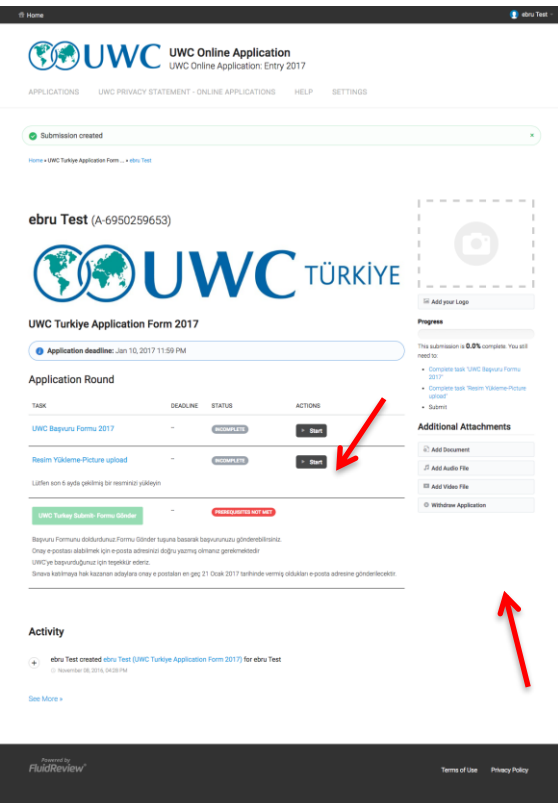 Home
ebru Test
UWC
UWC Online Application
UWC Online Application: Entry 2017
APPLICATIONS
UWC PRIVACY STATEMENT - ONLINE APPLICATIONS
HELP
SETTINGS
Submission created
×
Home » UWC Turkiye Application Form ... » ebru Test
ebru Test (A-6950259653)
UWC TÜRKİYE
UWC Turkiye Application Form 2017
Application deadline: Jan 10, 2017 11:59 PM
Application Round
TASK DEADLINE STATUS ACTIONS
UWC Başvuru Formu 2017 – INCOMPLETE Start
Resim Yükleme-Picture upload – INCOMPLETE Start
Lütfen son 6 ayda çekilmiş bir resminizi yükleyin
UWC Turkey Submit- Formu Gönder – PREREQUISITES NOT MET
Başvuru Formunu doldurdunuz.Formu Gönder tuşuna basarak başvurunuzu gönderebilirsiniz.
Onay e-postası alabilmek için e-posta adresinizi doğru yazmış olmanız gerekmektedir
UWC'ye başvurduğunuz için teşekkür ederiz.
Sınava katılmaya hak kazanan adaylara onay e postaları en geç 21 Ocak 2017 tarihinde vermiş oldukları e-posta adresine gönderilecektir.
Activity
ebru Test created ebru Test (UWC Turkiye Application Form 2017) for ebru Test
November 28, 2016, 04:28 PM
See More »
Add your Logo
Progress
This submission is 0.0% complete. You still
need to:
Complete task 'UWC Başvuru Formu
2017'
Complete task 'Resim Yükleme-Picture
upload'
Submit
Additional Attachments
Add Document
Add Audio File
Add Video File
Withdraw Application
Powered by
FluidReview
Terms of Use
Privacy Policy